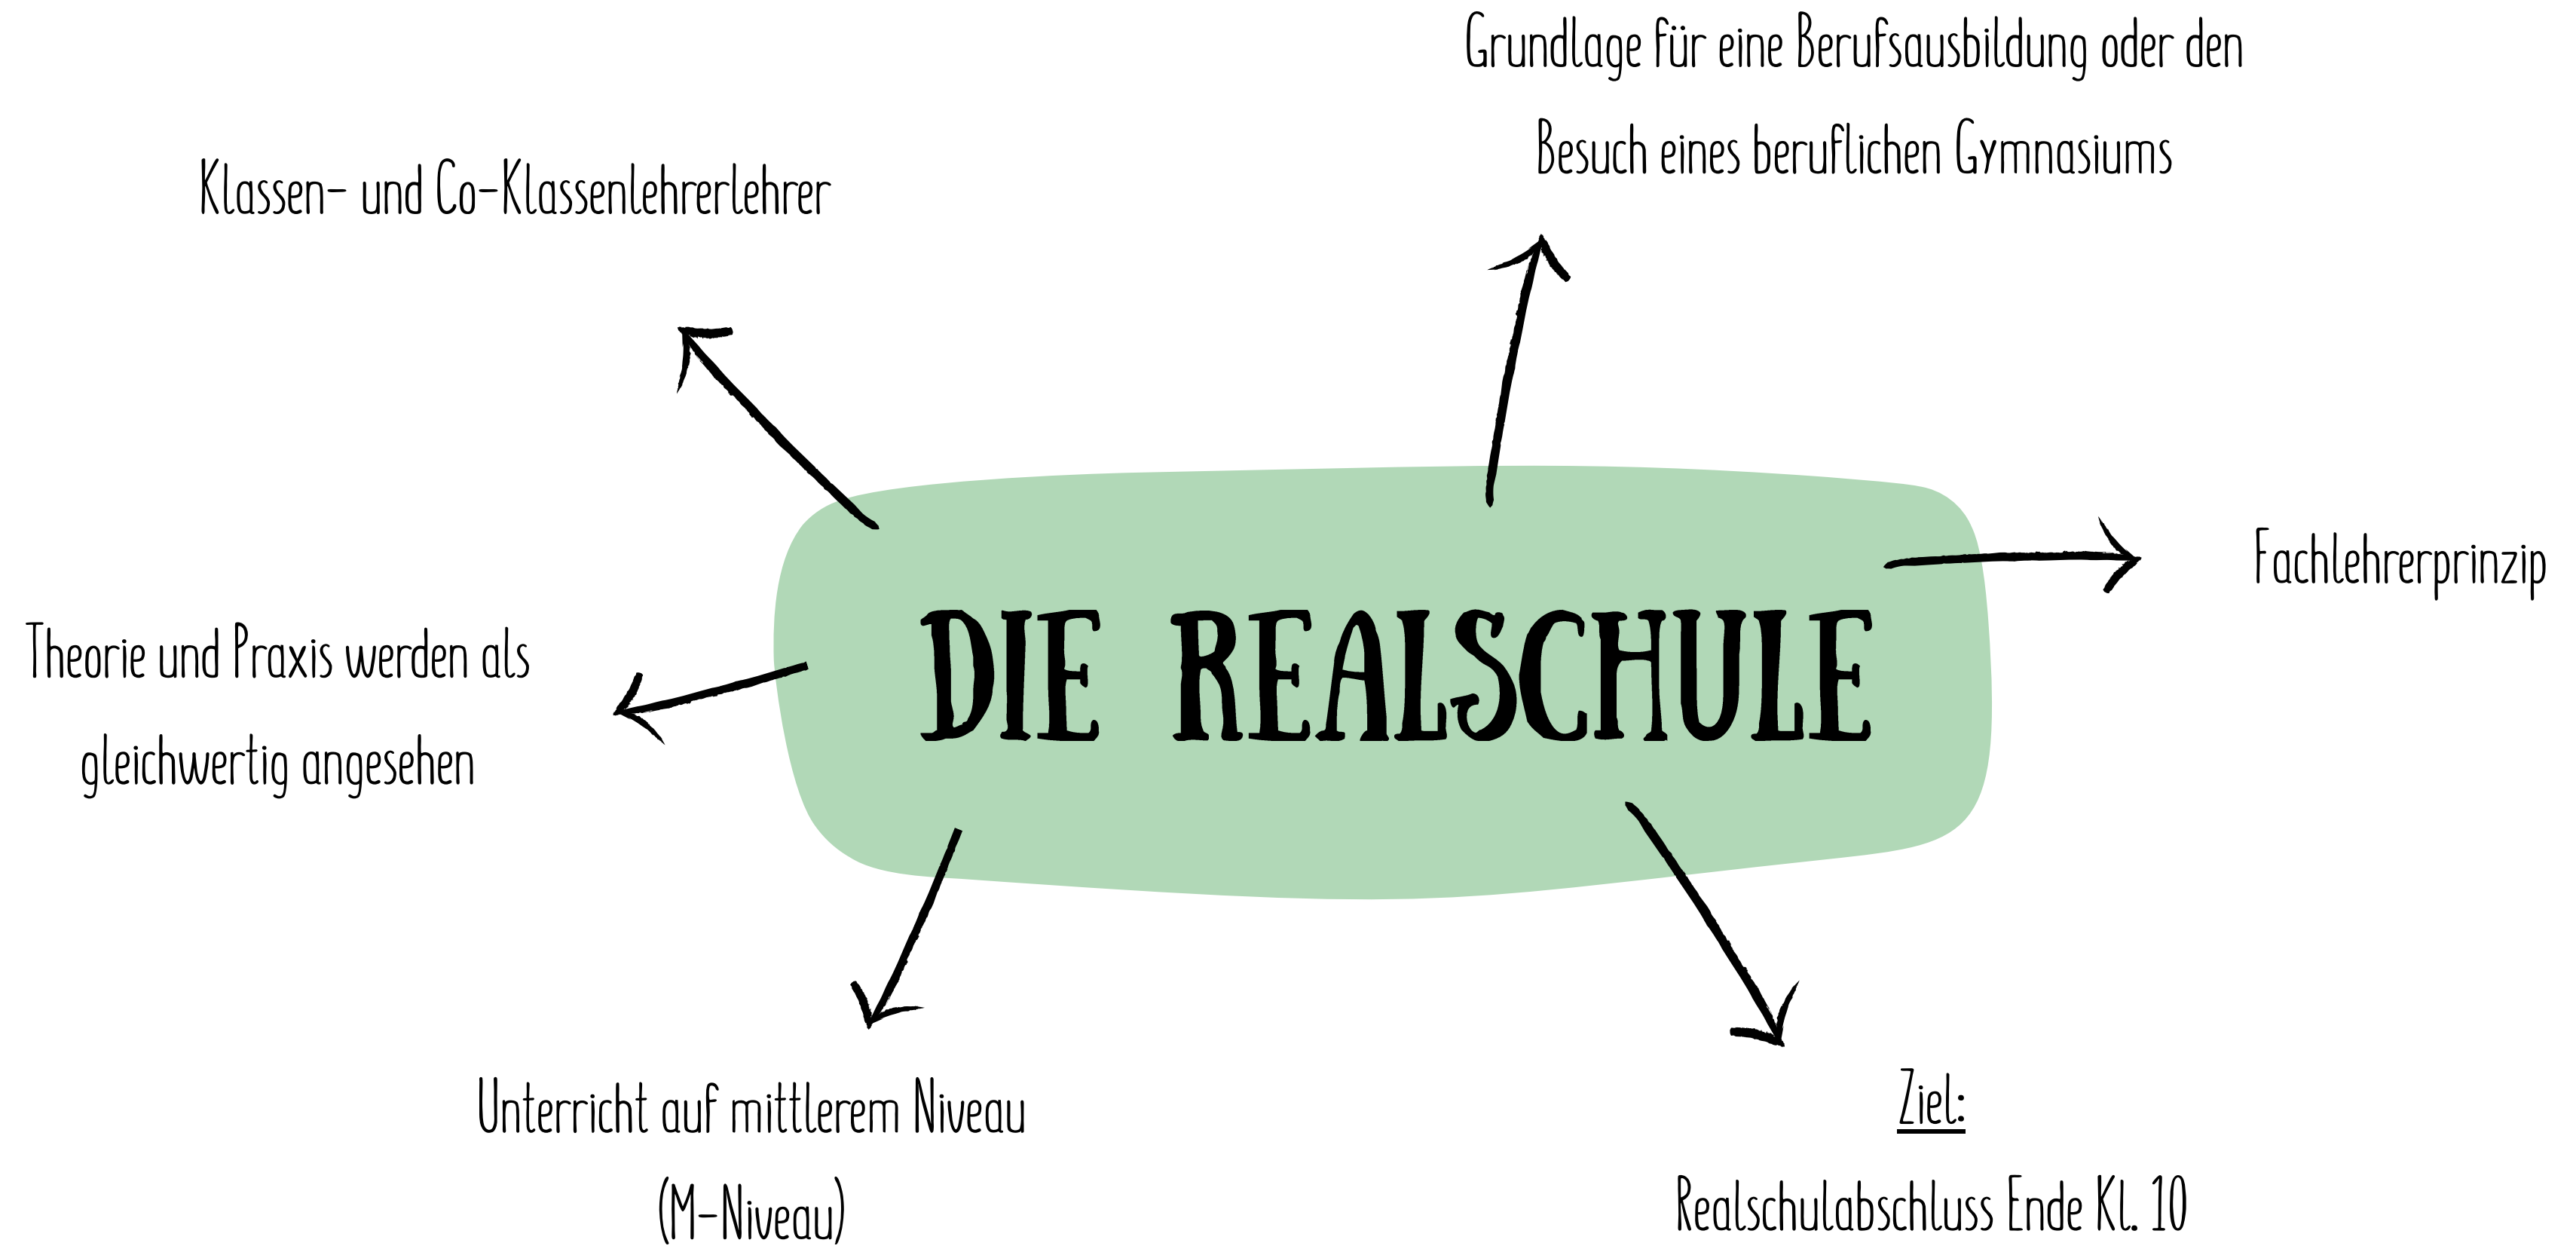 Grundlage für eine Berufsausbildung oder den
Besuch eines beruflichen Gymnasiums
Klassen- und Co-Klassenlehrerlehrer
Fachlehrerprinzip
DIE REALSCHULE
Theorie und Praxis werden als
gleichwertig angesehen
Unterricht auf mittlerem Niveau
(M-Niveau)
Ziel:
Realschulabschluss Ende Kl. 10